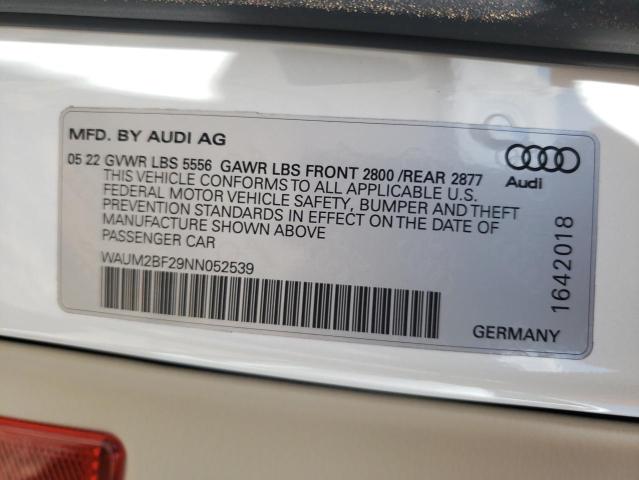 MFD. BY AUDI AG
05 22 GVWR LBS 5556 GAWR LBS FRONT 2800 /REAR 2877
THIS VEHICLE CONFORMS TO ALL APPLICABLE U.S.
FEDERAL MOTOR VEHICLE SAFETY, BUMPER AND THEFT
PREVENTION STANDARDS IN EFFECT ON THE DATE OF
MANUFACTURE SHOWN ABOVE
PASSENGER CAR
WAUM2BF29NN052539
Audi
1642018
GERMANY